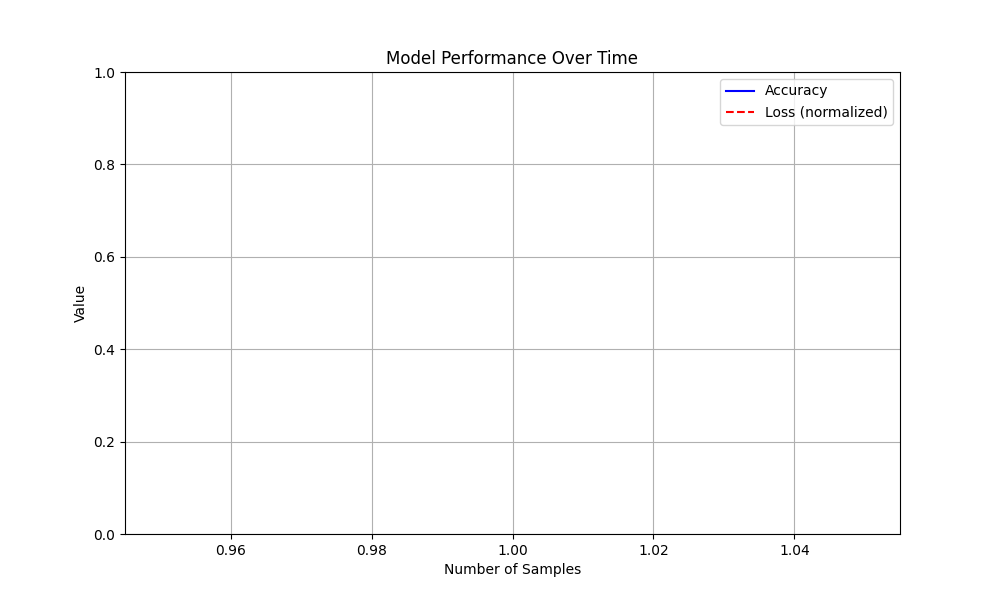 Model Performance Over Time
Accuracy
Loss (normalized)
1.0
0.8
0.6
0.4
0.2
0.0
Value
0.96
0.98
1.00
1.02
1.04
Number of Samples